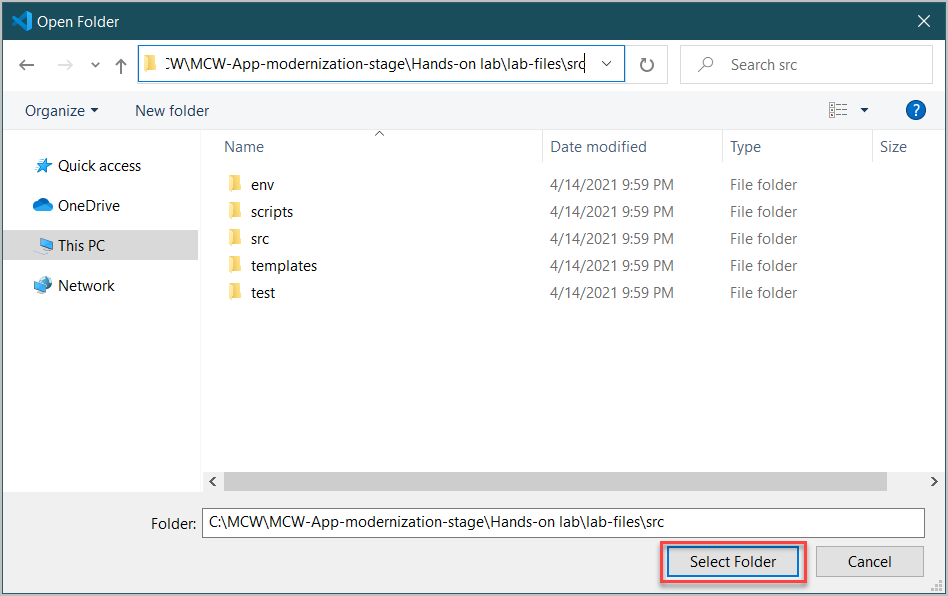 Open Folder
CW\MCW-App-modernization-stage\Hands-on lab\lab-files\src
Search src
Organize
New folder
?
Name
Date modified
Type
Size
Quick access
OneDrive
This PC
Network
env 4/14/2021 9:59 PM File folder
scripts 4/14/2021 9:59 PM File folder
src 4/14/2021 9:59 PM File folder
templates 4/14/2021 9:59 PM File folder
test 4/14/2021 9:59 PM File folder
Folder: C:\MCW\MCW-App-modernization-stage\Hands-on lab\lab-files\src
Select Folder
Cancel